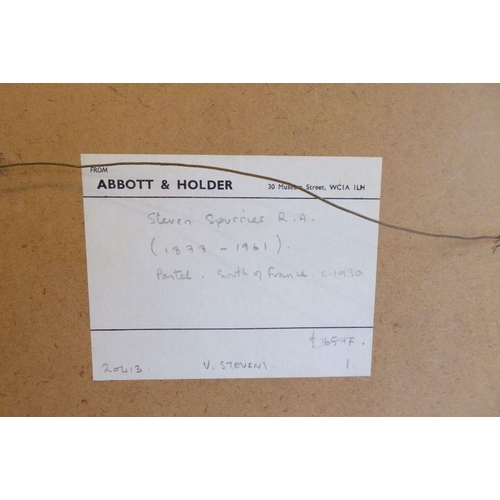 FROM
ABBOTT & HOLDER 30 Museum Street, WC1A 1LH
Steven Spurrier R.A.
(1878 - 1961).
Pastel. South of France c.1930
20413. V. STEVENS 1.